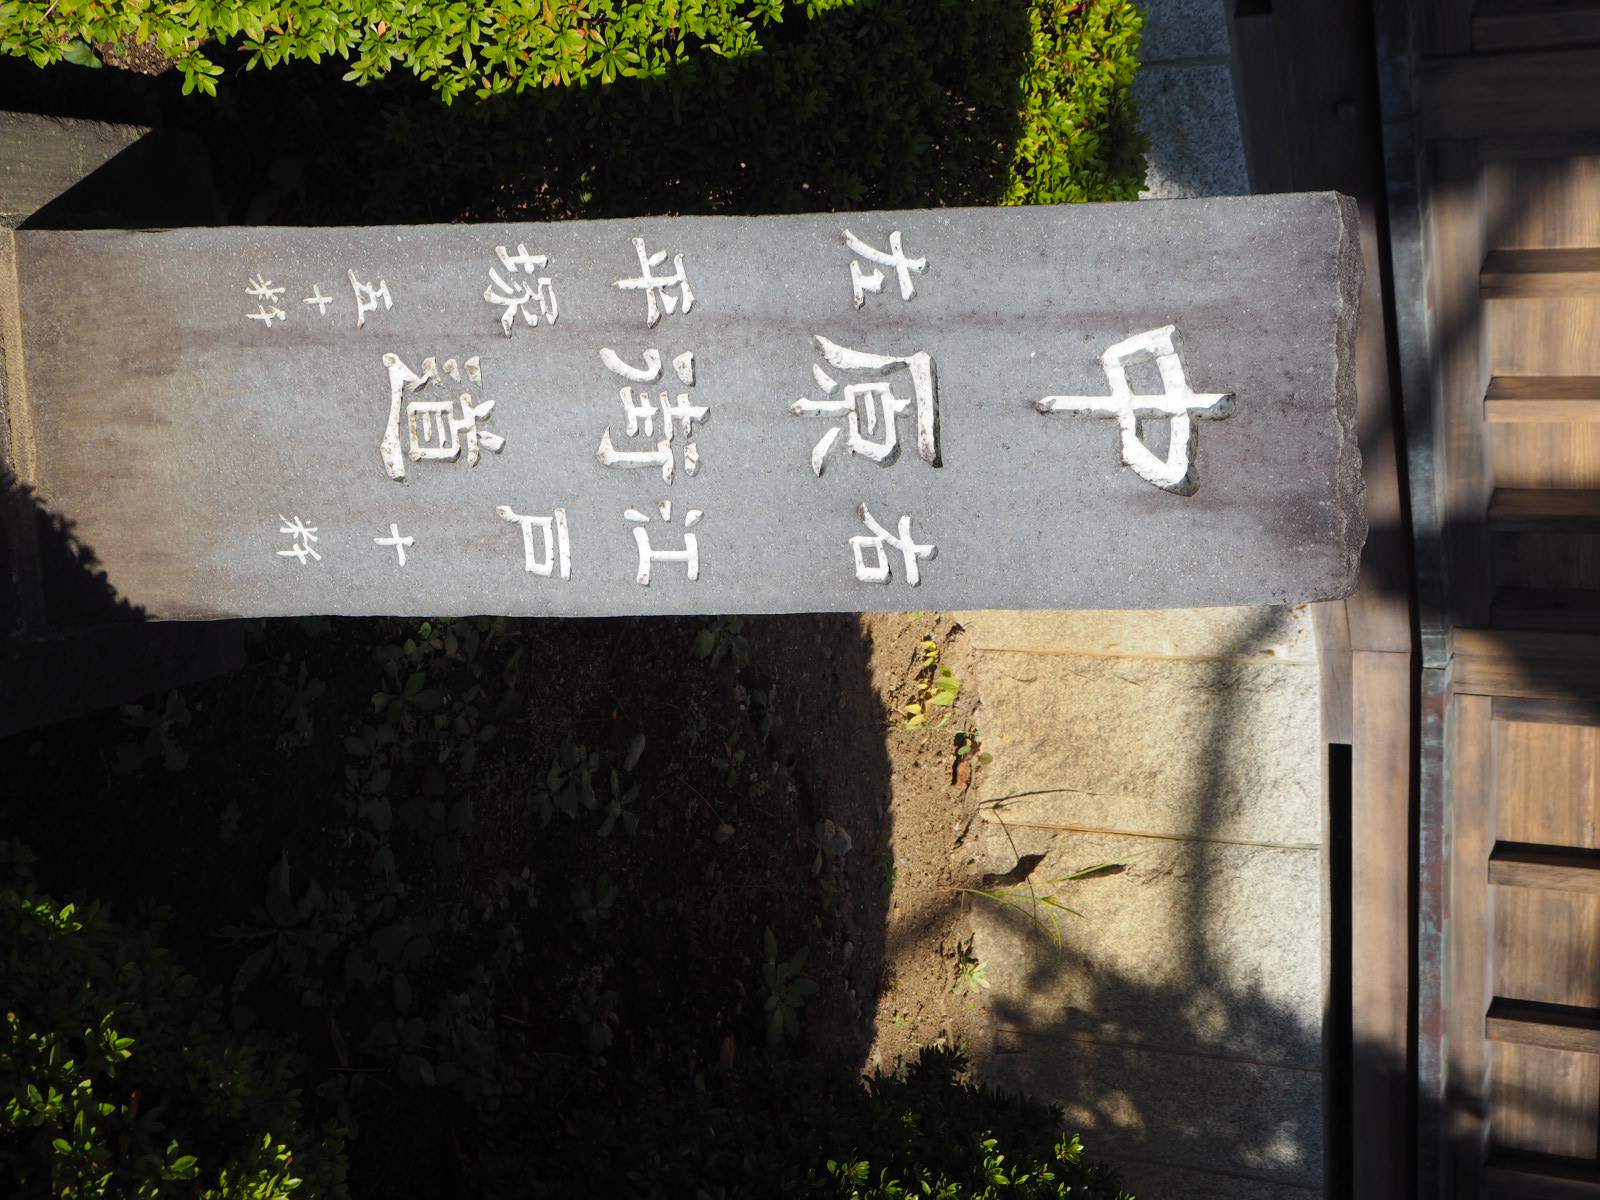 右 江戸 十粁
中原街道
左 平塚 五十粁